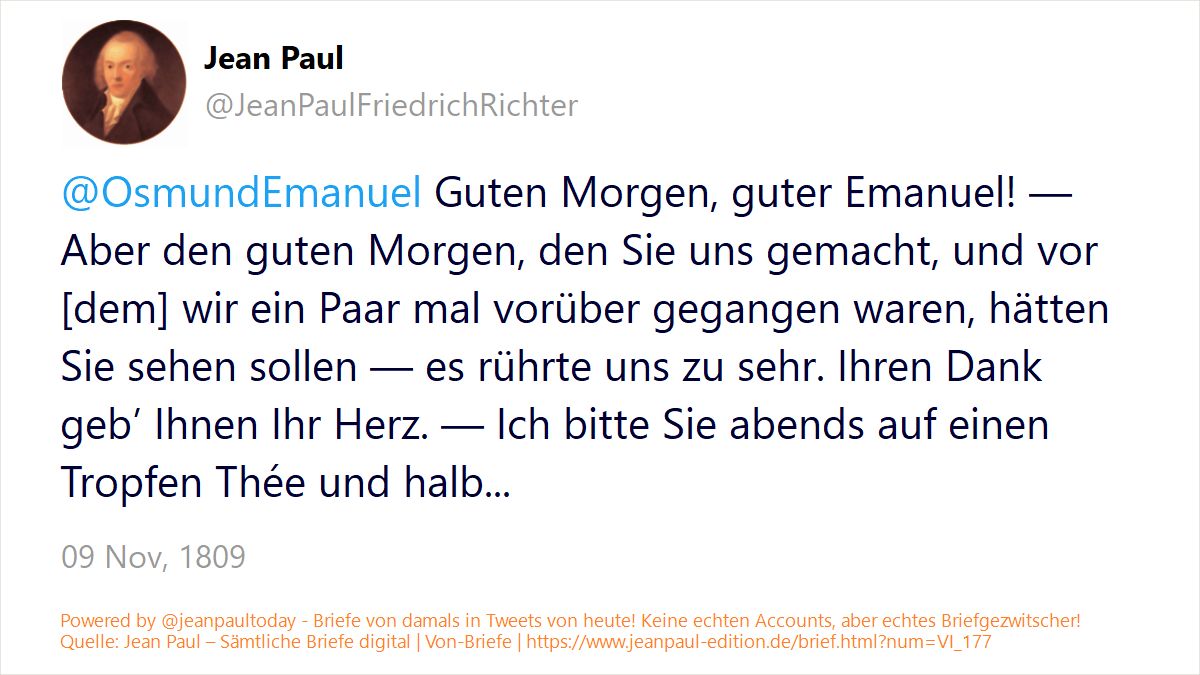 Jean Paul
@JeanPaulFriedrichRichter
@OsmundEmanuel Guten Morgen, guter Emanuel! —
Aber den guten Morgen, den Sie uns gemacht, und vor
[dem] wir ein Paar mal vorüber gegangen waren, hätten
Sie sehen sollen — es rührte uns zu sehr. Ihren Dank
geb’ Ihnen Ihr Herz. — Ich bitte Sie abends auf einen
Tropfen Thée und halb...
09 Nov, 1809
Powered by @jeanpaultoday - Briefe von damals in Tweets von heute! Keine echten Accounts, aber echtes Briefgezwitscher!
Quelle: Jean Paul – Sämtliche Briefe digital | Von-Briefe | https://www.jeanpaul-edition.de/brief.html?num=VI_177